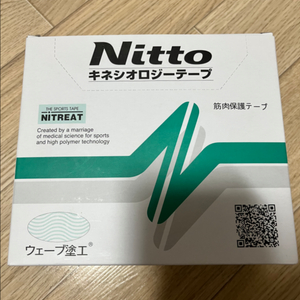 Nitto
キネシオロジーテープ
THE SPORTS TAPE
NITREAT
Created by a marriage
of medical science for sports
and high polymer technology
筋肉保護テープ
ウェーブ塗工®